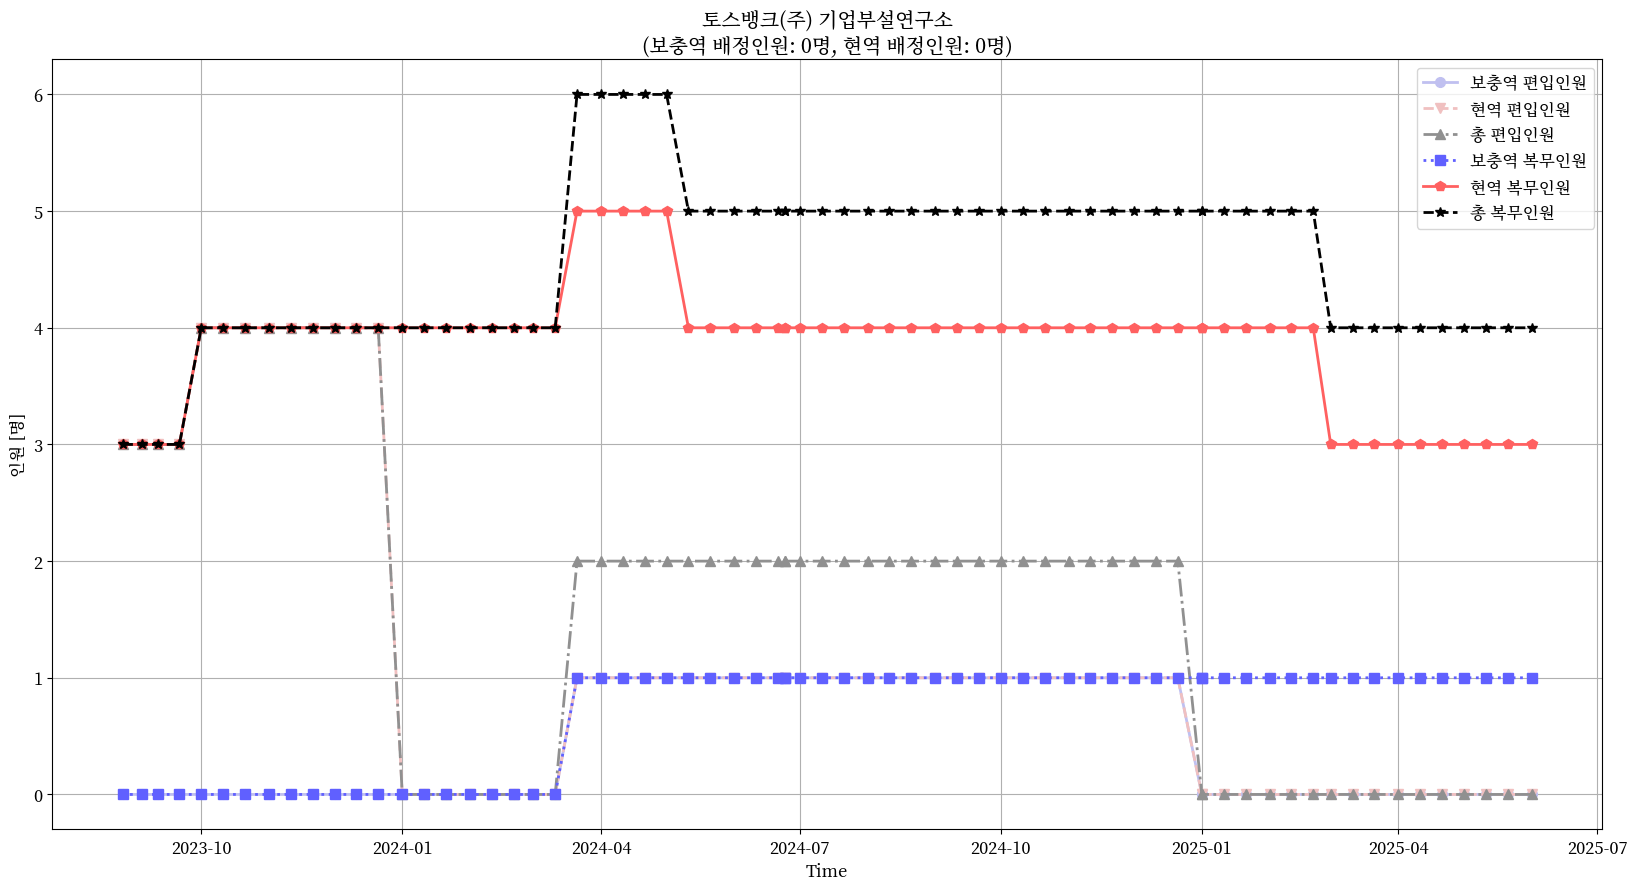 토스뱅크(주) 기업부설연구소
(보충역 배정인원: 0명, 현역 배정인원: 0명)
보충역 편입인원
현역 편입인원
총 편입인원
보충역 복무인원
현역 복무인원
총 복무인원
인원 [명]
6
5
4
3
2
1
0
2023-10
2024-01
2024-04
2024-07
2024-10
2025-01
2025-04
2025-07
Time